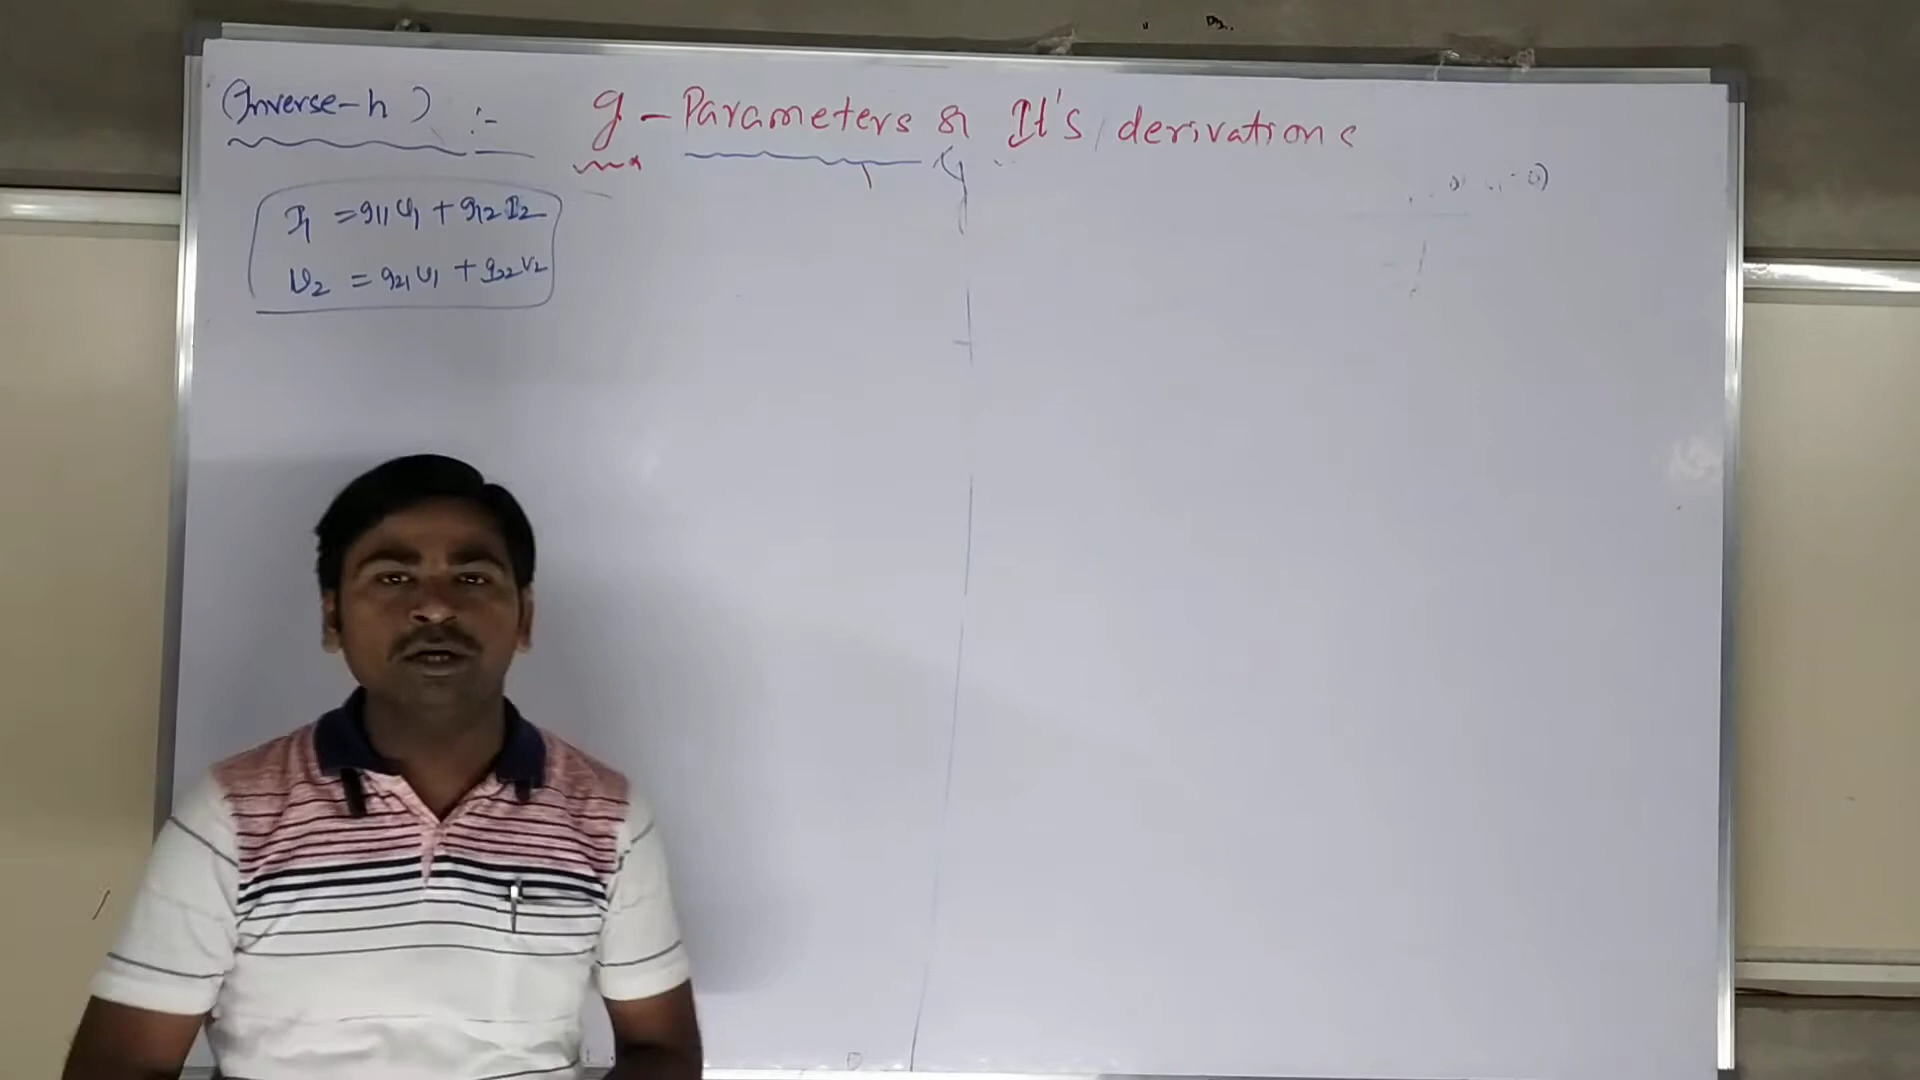 (Inverse-h) :- g-Parameters & It's derivations
I1 = g11 V1 + g12 I2
V2 = g21 V1 + g22 V2